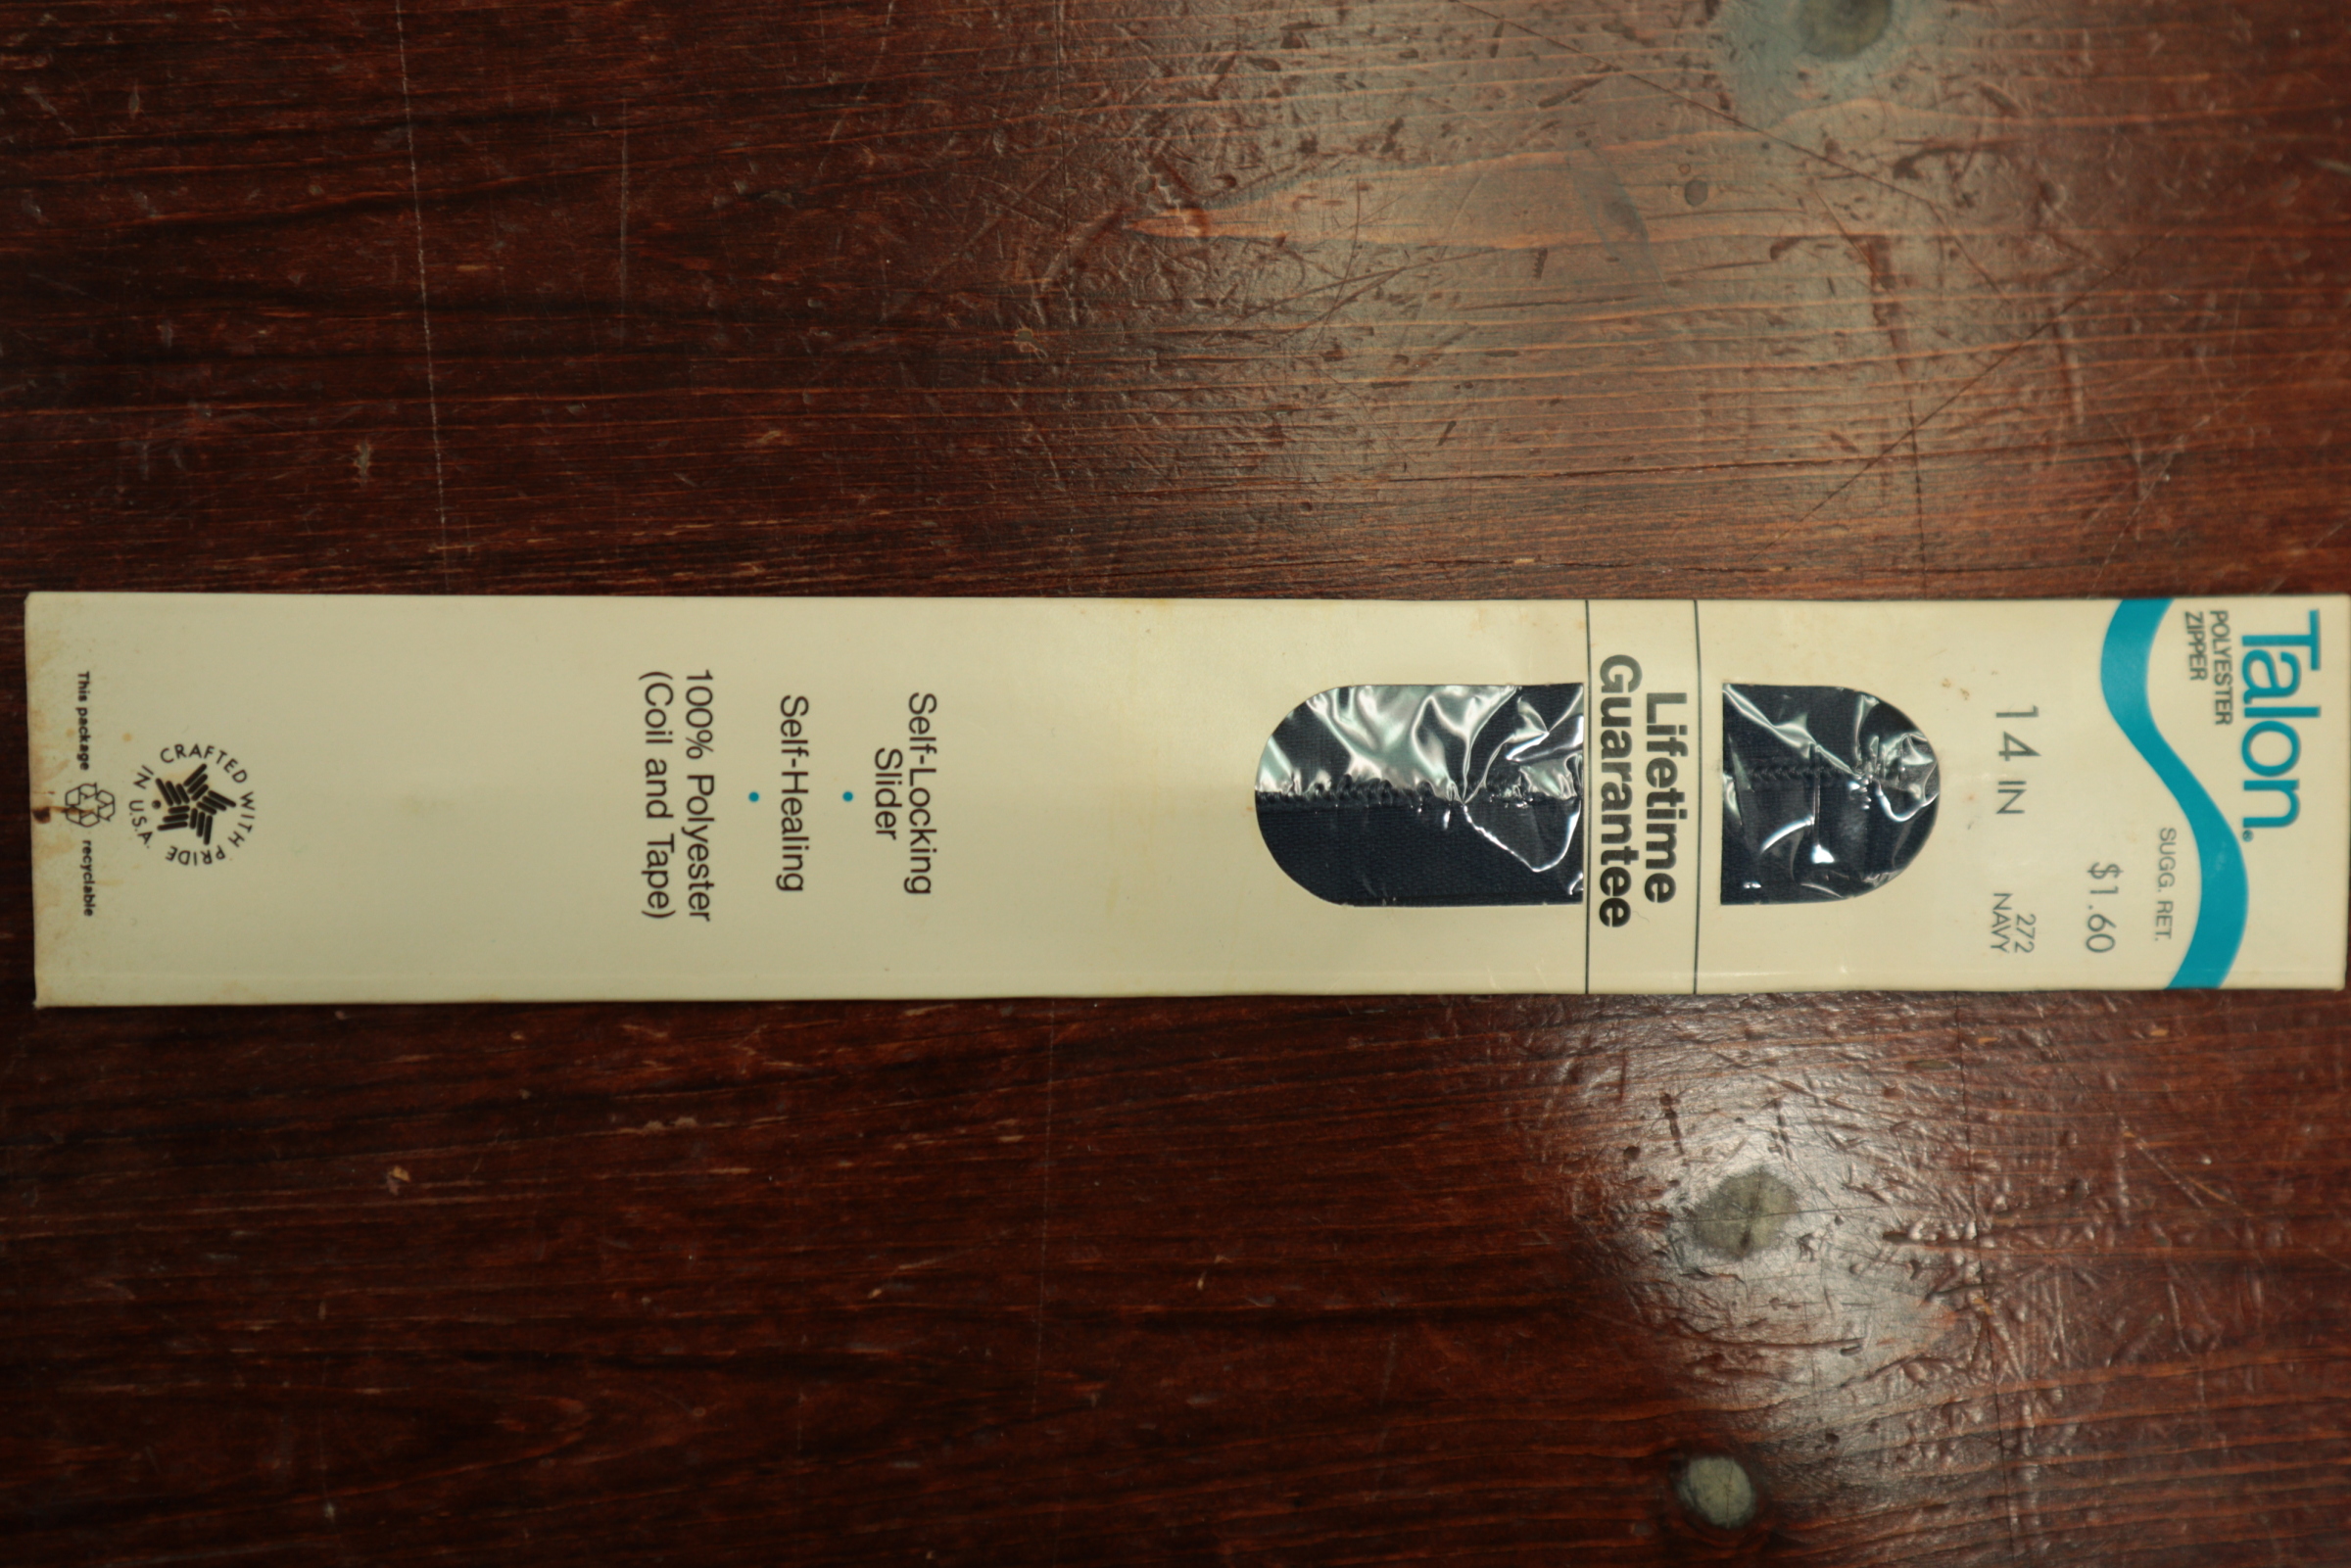 Talon®
POLYESTER
ZIPPER
SUGG. RET.
$1.60
14 IN
272
NAVY
Lifetime
Guarantee
Self-Locking
Slider
•
Self-Healing
•
100% Polyester
(Coil and Tape)
CRAFTED WITH PRIDE IN U.S.A.
This package recyclable